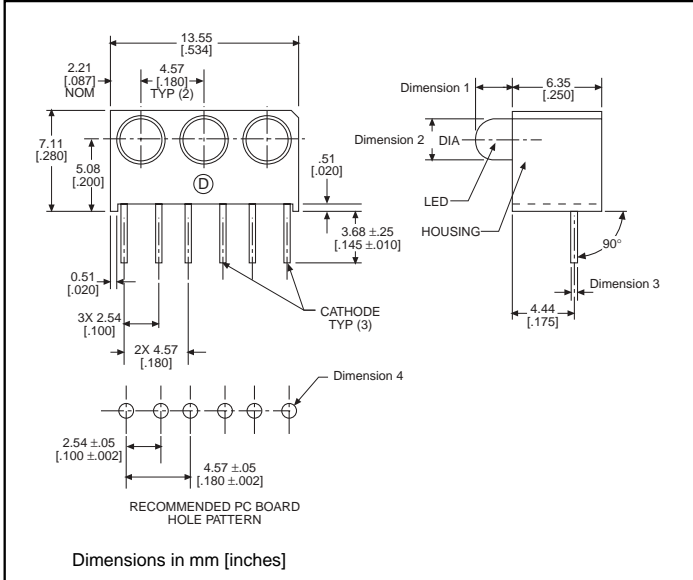 13.55
[.534]
2.21
[.087]
NOM
4.57
[.180]
TYP (2)
7.11
[.280]
5.08
[.200]
D
.51
[.020]
3.68 ±.25
[.145 ±.010]
0.51
[.020]
3X 2.54
[.100]
2X 4.57
[.180]
CATHODE
TYP (3)
Dimension 1
6.35
[.250]
Dimension 2
DIA
LED
HOUSING
90°
Dimension 3
4.44
[.175]
Dimension 4
2.54 ±.05
[.100 ±.002]
4.57 ±.05
[.180 ±.002]
RECOMMENDED PC BOARD
HOLE PATTERN
Dimensions in mm [inches]